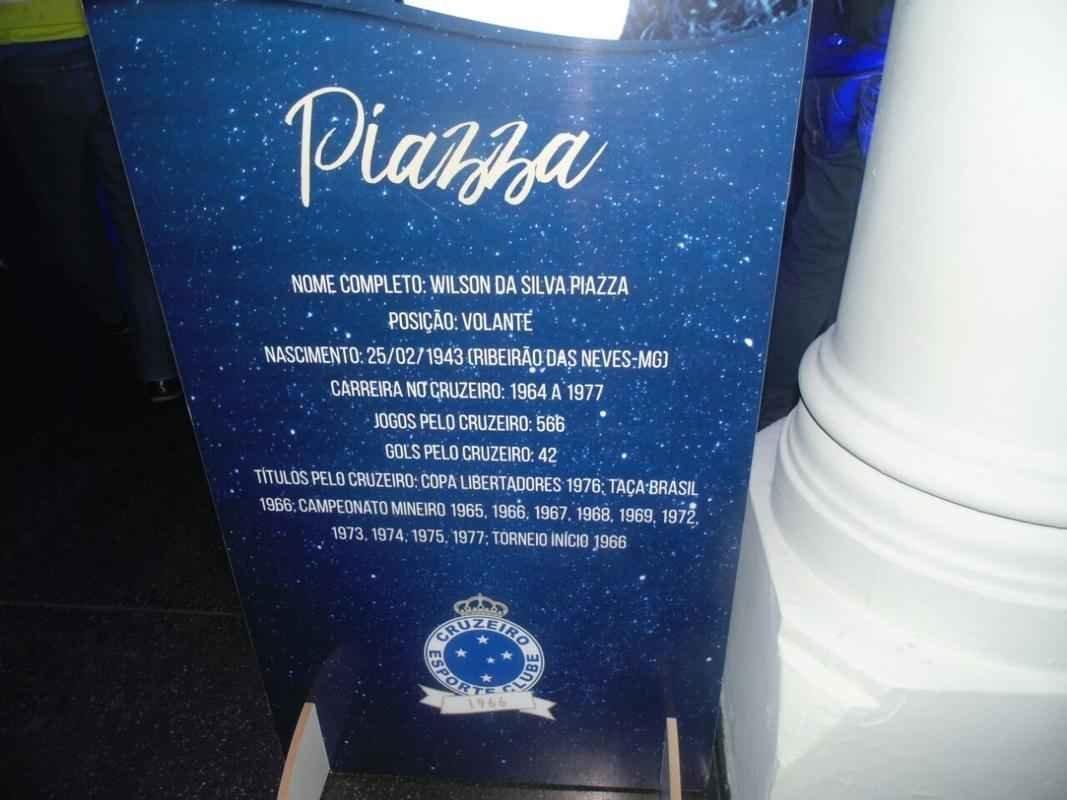 Piazza
NOME COMPLETO: WILSON DA SILVA PIAZZA
POSIÇÃO: VOLANTE
NASCIMENTO: 25/02/1943 (RIBEIRÃO DAS NEVES-MG)
CARREIRA NO CRUZEIRO: 1964 A 1977
JOGOS PELO CRUZEIRO: 566
GOLS PELO CRUZEIRO: 42
TÍTULOS PELO CRUZEIRO: COPA LIBERTADORES 1976; TAÇA BRASIL
1966; CAMPEONATO MINEIRO 1965, 1966, 1967, 1968, 1969, 1972,
1973, 1974, 1975, 1977; TORNEIO INÍCIO 1966
CRUZEIRO
ESPORTE CLUBE
1966